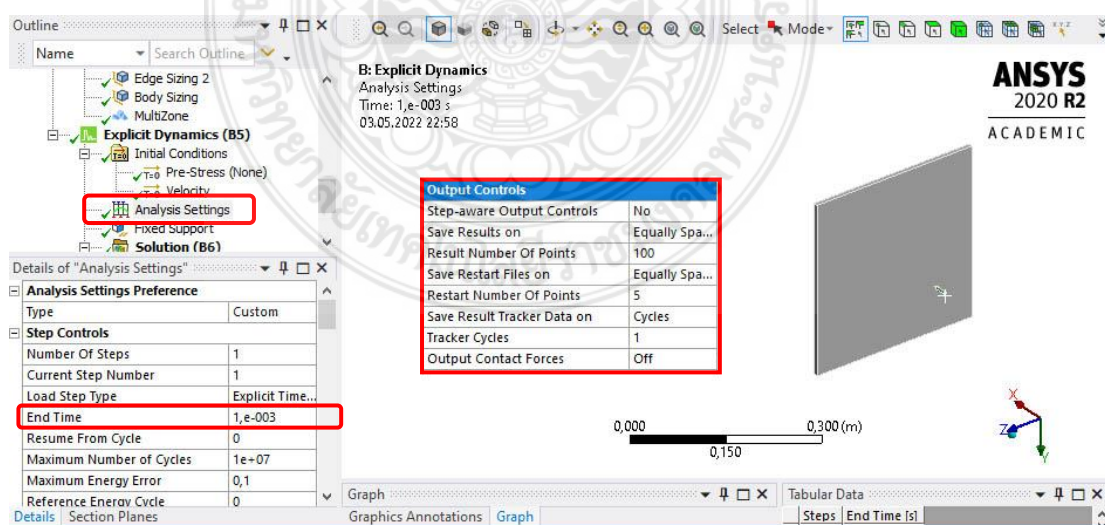 Outline
Name
Search Outline
Edge Sizing 2
Body Sizing
MultiZone
Explicit Dynamics (B5)
Initial Conditions
T=0 Pre-Stress (None)
T=0 Velocity
Analysis Settings
Fixed Support
Solution (B6)
Details of "Analysis Settings"
Analysis Settings Preference
Type Custom
Step Controls
Number Of Steps 1
Current Step Number 1
Load Step Type Explicit Time...
End Time 1,e-003
Resume From Cycle 0
Maximum Number of Cycles 1e+07
Maximum Energy Error 0,1
Reference Energy Cycle 0
Details Section Planes
Select Mode
B: Explicit Dynamics
Analysis Settings
Time: 1,e-003 s
03.05.2022 22:58
ANSYS
2020 R2
ACADEMIC
Output Controls
Step-aware Output Controls No
Save Results on Equally Spa...
Result Number Of Points 100
Save Restart Files on Equally Spa...
Restart Number Of Points 5
Save Result Tracker Data on Cycles
Tracker Cycles 1
Output Contact Forces Off
0,000 0,300 (m)
0,150
X
Z
Y
Graph
Graphics Annotations Graph
Tabular Data
Steps End Time [s]